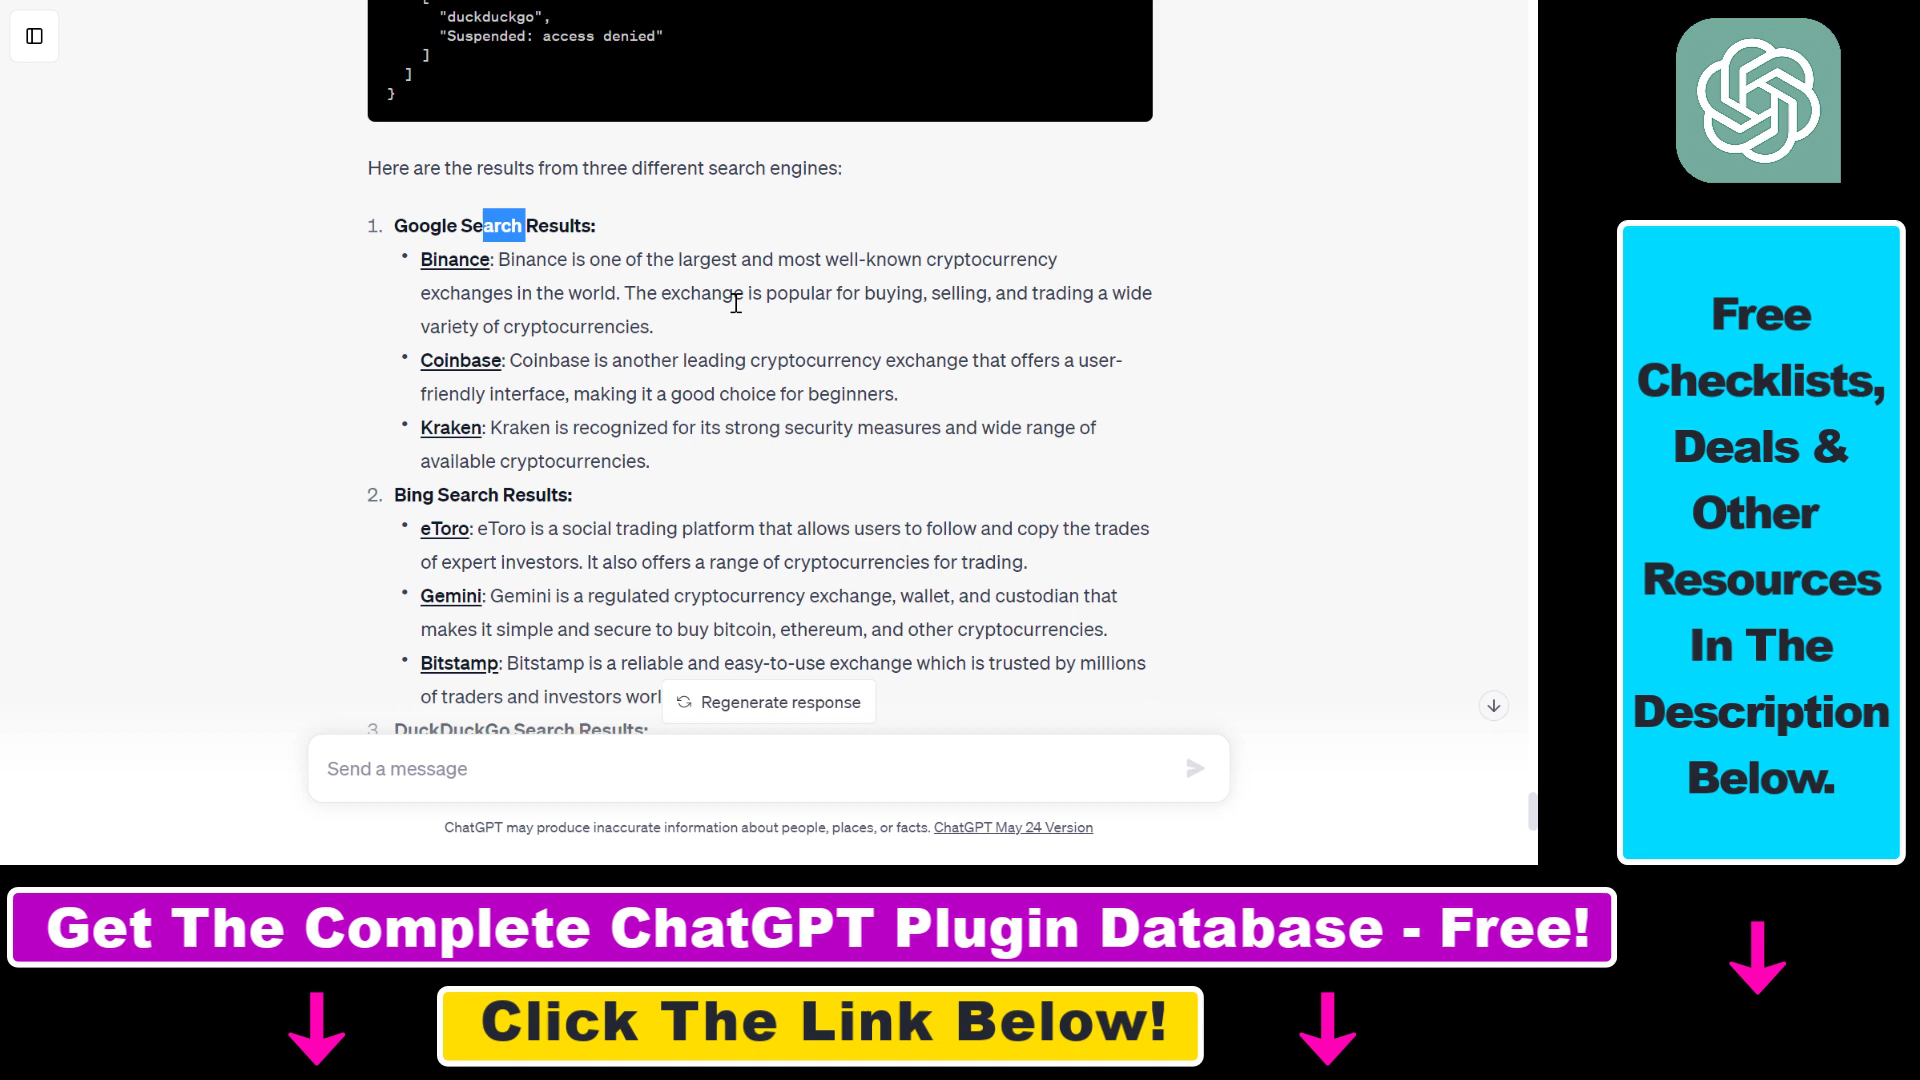 [
"duckduckgo",
"Suspended: access denied"
]
]
}
Here are the results from three different search engines:
1. Google Search Results:
• Binance: Binance is one of the largest and most well-known cryptocurrency
exchanges in the world. The exchange is popular for buying, selling, and trading a wide
variety of cryptocurrencies.
• Coinbase: Coinbase is another leading cryptocurrency exchange that offers a user-
friendly interface, making it a good choice for beginners.
• Kraken: Kraken is recognized for its strong security measures and wide range of
available cryptocurrencies.
2. Bing Search Results:
• eToro: eToro is a social trading platform that allows users to follow and copy the trades
of expert investors. It also offers a range of cryptocurrencies for trading.
• Gemini: Gemini is a regulated cryptocurrency exchange, wallet, and custodian that
makes it simple and secure to buy bitcoin, ethereum, and other cryptocurrencies.
• Bitstamp: Bitstamp is a reliable and easy-to-use exchange which is trusted by millions
of traders and investors
Regenerate response
3. DuckDuckGo Search Results:
Send a message
ChatGPT may produce inaccurate information about people, places, or facts. ChatGPT May 24 Version
Free
Checklists,
Deals &
Other
Resources
In The
Description
Below.
Get The Complete ChatGPT Plugin Database - Free!
Click The Link Below!